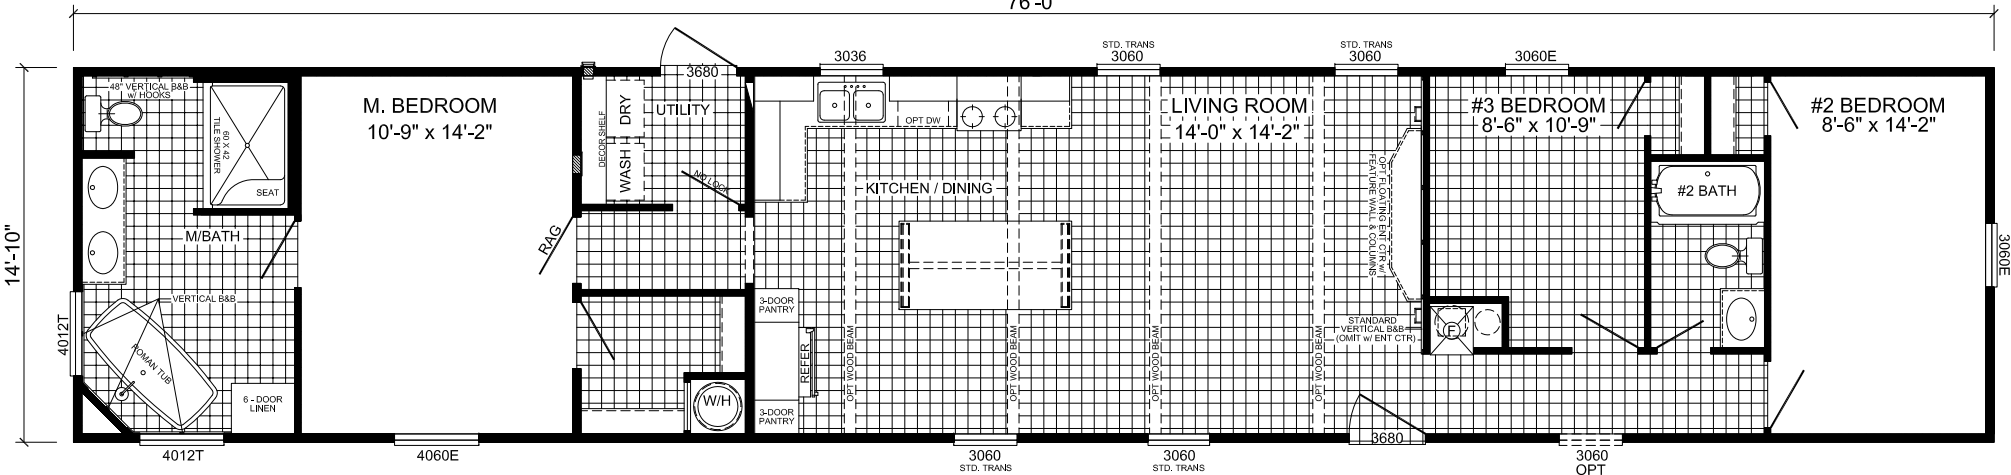 76'-0"
14'-10"
3036
STD. TRANS
3060
STD. TRANS
3060
3060E
3680
48" VERTICAL B&B
w/ HOOKS
60 X 42
TILE SHOWER
SEAT
M. BEDROOM
10'-9" x 14'-2"
DECOR SHELF
WASH
DRY
UTILITY
NO LOCK
OPT DW
KITCHEN / DINING
LIVING ROOM
14'-0" x 14'-2"
OPT FLOATING ENT CTR w/
FEATURE WALL & COLUMNS
#3 BEDROOM
8'-6" x 10'-9"
#2 BEDROOM
8'-6" x 14'-2"
#2 BATH
M/BATH
RAG
VERTICAL B&B
ROMAN TUB
6 - DOOR
LINEN
W/H
3-DOOR
PANTRY
REFER
3-DOOR
PANTRY
OPT WOOD BEAM
OPT WOOD BEAM
OPT WOOD BEAM
OPT WOOD BEAM
STANDARD
VERTICAL B&B
(OMIT w/ ENT CTR)
F
3060E
4012T
4012T
4060E
3060
STD. TRANS
3060
STD. TRANS
3680
3060
OPT